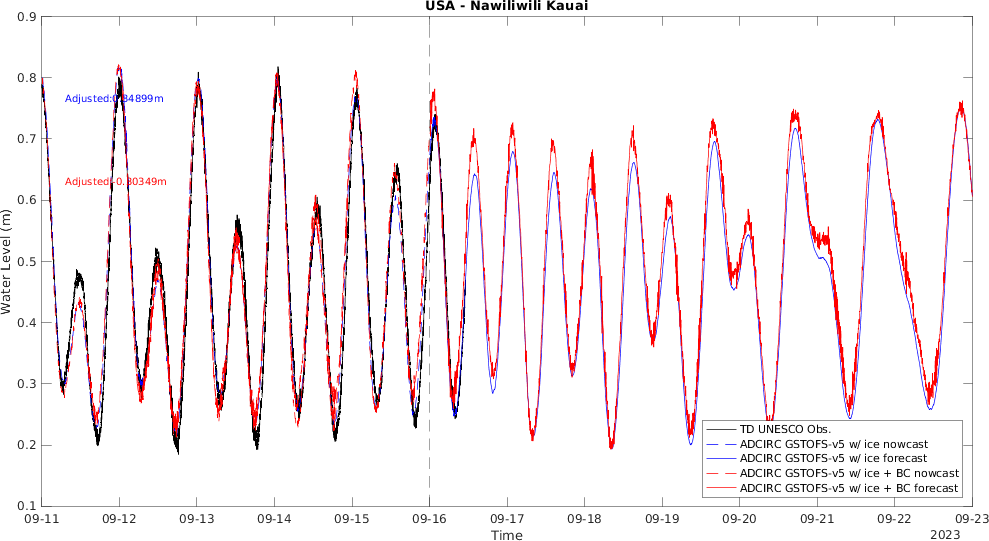 USA - Nawiliwili Kauai
0.9
0.8
0.7
0.6
0.5
0.4
0.3
0.2
0.1
Water Level (m)
Adjusted:0.34899m
Adjusted:-0.30349m
TD UNESCO Obs.
ADCIRC GSTOFS-v5 w/ ice nowcast
ADCIRC GSTOFS-v5 w/ ice forecast
ADCIRC GSTOFS-v5 w/ ice + BC nowcast
ADCIRC GSTOFS-v5 w/ ice + BC forecast
09-11 09-12 09-13 09-14 09-15 09-16 09-17 09-18 09-19 09-20 09-21 09-22 09-23
Time
2023